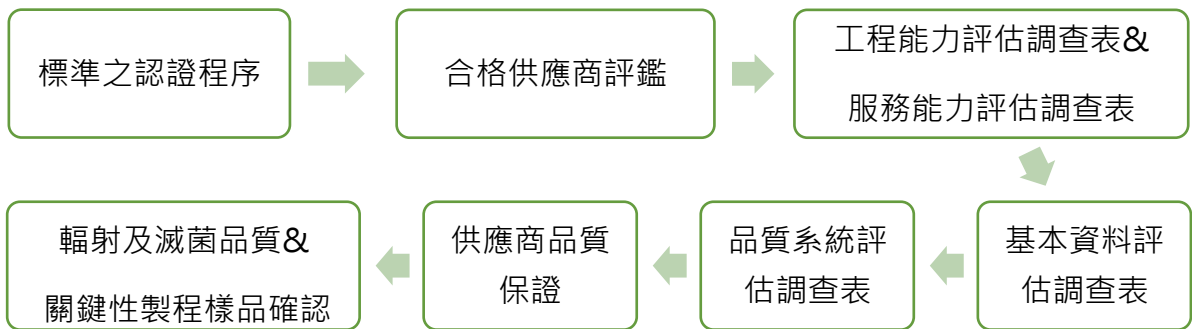 標準之認證程序
合格供應商評鑑
工程能力評估調查表&
服務能力評估調查表
基本資料評
估調查表
品質系統評
估調查表
供應商品質
保證
輻射及滅菌品質&
關鍵性製程樣品確認